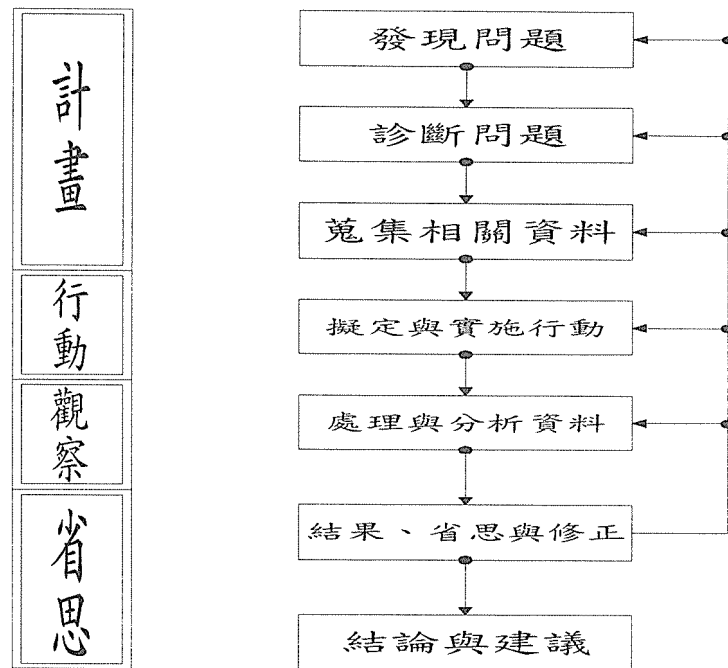 計畫
行動
觀察
省思
發現問題
診斷問題
蒐集相關資料
擬定與實施行動
處理與分析資料
結果、省思與修正
結論與建議